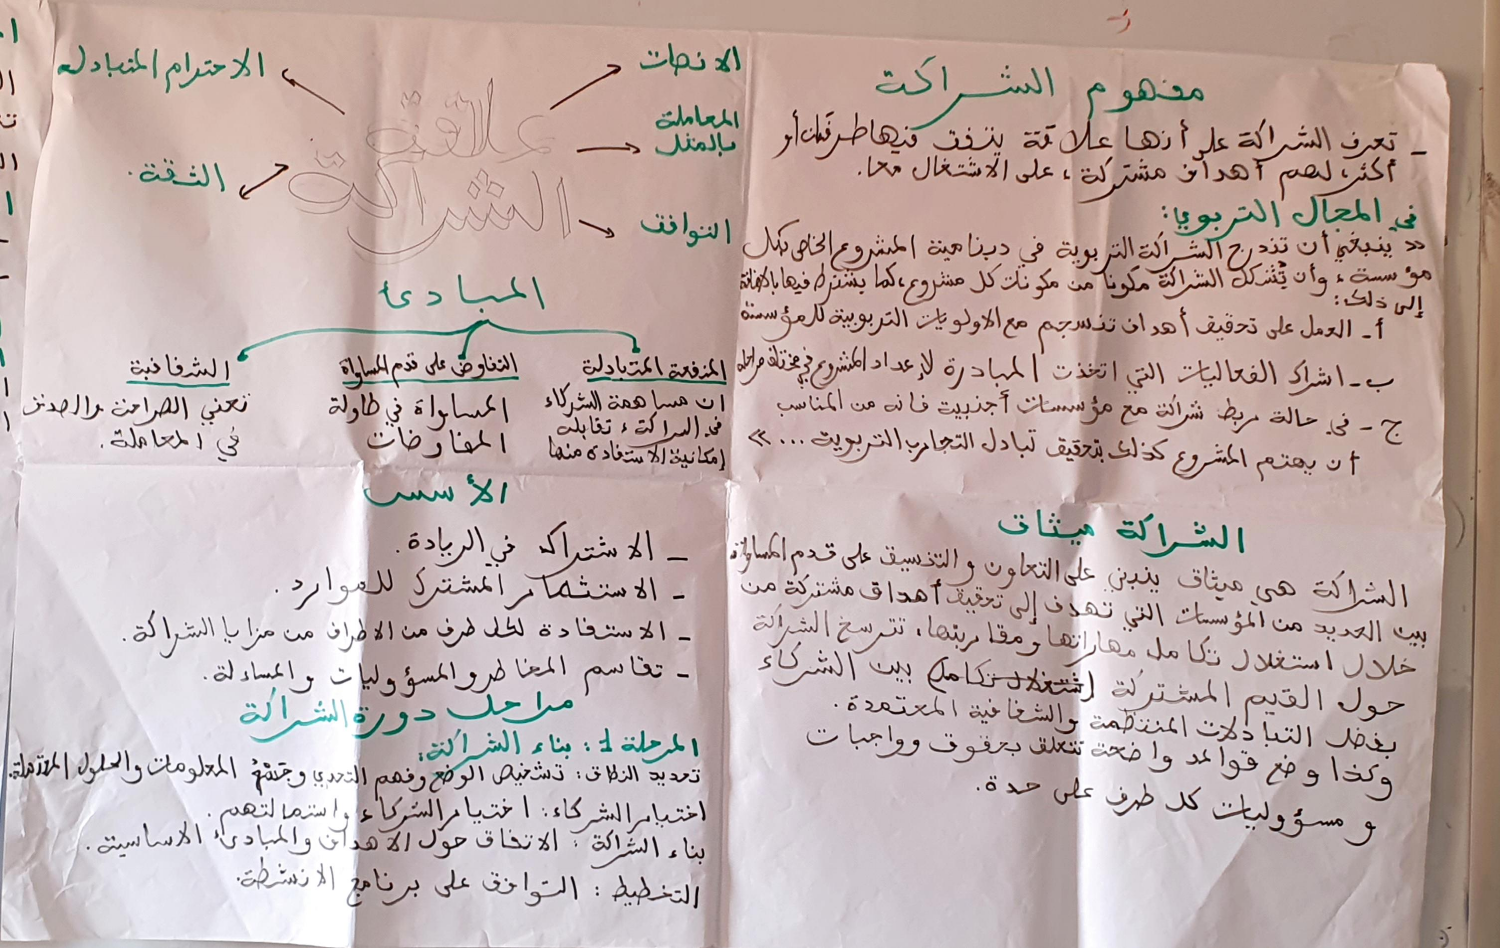 مفهوم الشراكة
- تعرف الشراكة على أنها علاقة يتفق فيها طرفان أو
أكثر، لهم أهداف مشتركة، على الاشتغال معا.
في المجال التربوي:
« ينبغي أن تندرج الشراكة التربوية في دينامية المشروع الخاص بكل
مؤسسة، وأن تشكل الشراكة مكونا من مكونات كل مشروع، كما يشترط فيها بالإضافة
إلى ذلك:
أ- العمل على تحقيق أهداف تنسجم مع الاولويات التربوية للمؤسسة
ب- اشراك الفعاليات التي اتخذت المبادرة لإعداد المشروع في مختلف مراحله
ج- في حالة ربط شراكة مع مؤسسات أجنبية فانه من المناسب
أن يهتم المشروع كذلك بتحقيق تبادل التجارب التربوية ... »
الشراكة ميثاق
الشراكة هي ميثاق ينبني على التعاون والتنسيق على قدم المساواة
بين العديد من المؤسسات التي تهدف إلى تحقيق أهداف مشتركة من
خلال استغلال تكامل مهاراتها ومقاربتها، تترسخ الشراكة
حول القيم المشتركة بين الشركاء
بفضل التبادلات المنتظمة والشفافية المعتمدة.
وكذا وضع قواعد واضحة تتعلق بحقوق وواجبات
و مسؤوليات كل طرف على حدة.
علاقة
الشراكة
الانصات
المعاملة
بالمثل
التوافق
الاحترام المتبادل
الثقة.
المبادئ
المنفعة المتبادلة
ان مساهمة الشركاء
في الشراكة، تقابله
إمكانية الاستفادة منها
التفاوض على قدم المساواة
المساواة في طاولة
المفاوضات
الشفافية
تعني الصراحة والصدق
في المعاملة.
الأسس
- الاشتراك في الريادة.
- الاستثمار المشترك للموارد.
- الاستفادة لكل طرف من الاطراف من مزايا الشراكة.
- تقاسم المخاطر والمسؤوليات والمساءلة.
مراحل دورة الشراكة
المرحلة 1: بناء الشراكة:
تحديد النطاق: تشخيص الوضع وفهم التحدي وجمع المعلومات والحلول المحتملة.
اختيار الشركاء: اختيار الشركاء واستمالتهم.
بناء الشراكة: الاتفاق حول الاهداف والمبادئ الاساسية.
التخطيط: التوافق على برنامج الانشطة.